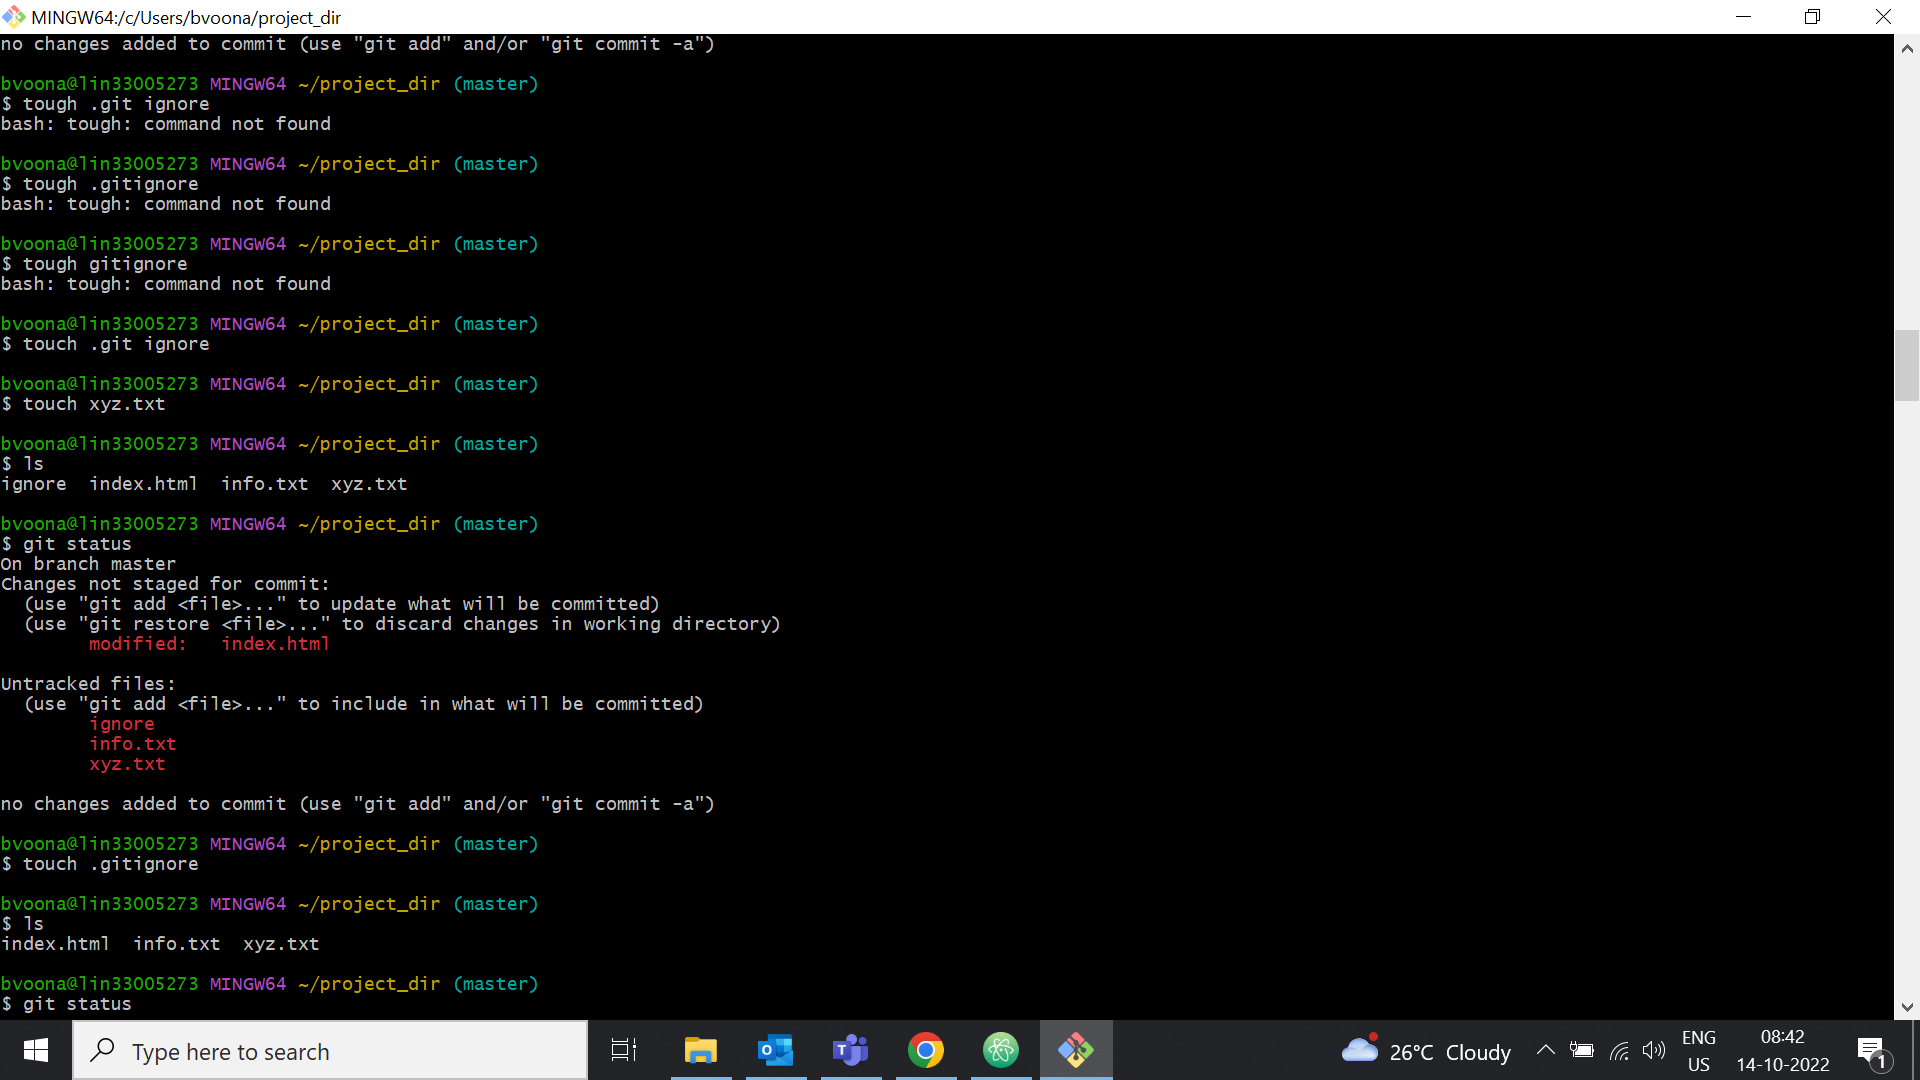 MINGW64:/c/Users/bvoona/project_dir
no changes added to commit (use "git add" and/or "git commit -a")
bvoona@lin33005273 MINGW64 ~/project_dir (master)
$ tough .git ignore
bash: tough: command not found
bvoona@lin33005273 MINGW64 ~/project_dir (master)
$ tough .gitignore
bash: tough: command not found
bvoona@lin33005273 MINGW64 ~/project_dir (master)
$ tough gitignore
bash: tough: command not found
bvoona@lin33005273 MINGW64 ~/project_dir (master)
$ touch .git ignore
bvoona@lin33005273 MINGW64 ~/project_dir (master)
$ touch xyz.txt
bvoona@lin33005273 MINGW64 ~/project_dir (master)
$ ls
ignore  index.html  info.txt  xyz.txt
bvoona@lin33005273 MINGW64 ~/project_dir (master)
$ git status
On branch master
Changes not staged for commit:
  (use "git add <file>..." to update what will be committed)
  (use "git restore <file>..." to discard changes in working directory)
        modified:   index.html
Untracked files:
  (use "git add <file>..." to include in what will be committed)
        ignore
        info.txt
        xyz.txt
no changes added to commit (use "git add" and/or "git commit -a")
bvoona@lin33005273 MINGW64 ~/project_dir (master)
$ touch .gitignore
bvoona@lin33005273 MINGW64 ~/project_dir (master)
$ ls
index.html  info.txt  xyz.txt
bvoona@lin33005273 MINGW64 ~/project_dir (master)
$ git status
Type here to search
26°C Cloudy
ENG
US
08:42
14-10-2022
1